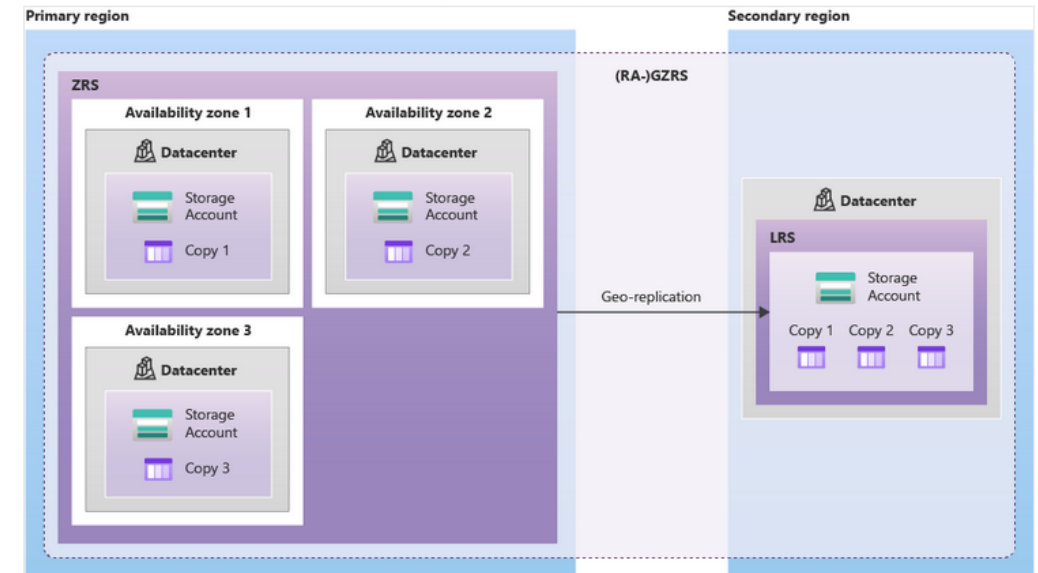 Primary region
Secondary region
(RA-)GZRS
ZRS
Availability zone 1
Datacenter
Storage
Account
Copy 1
Availability zone 2
Datacenter
Storage
Account
Copy 2
Availability zone 3
Datacenter
Storage
Account
Copy 3
Geo-replication
Datacenter
LRS
Storage
Account
Copy 1 Copy 2 Copy 3